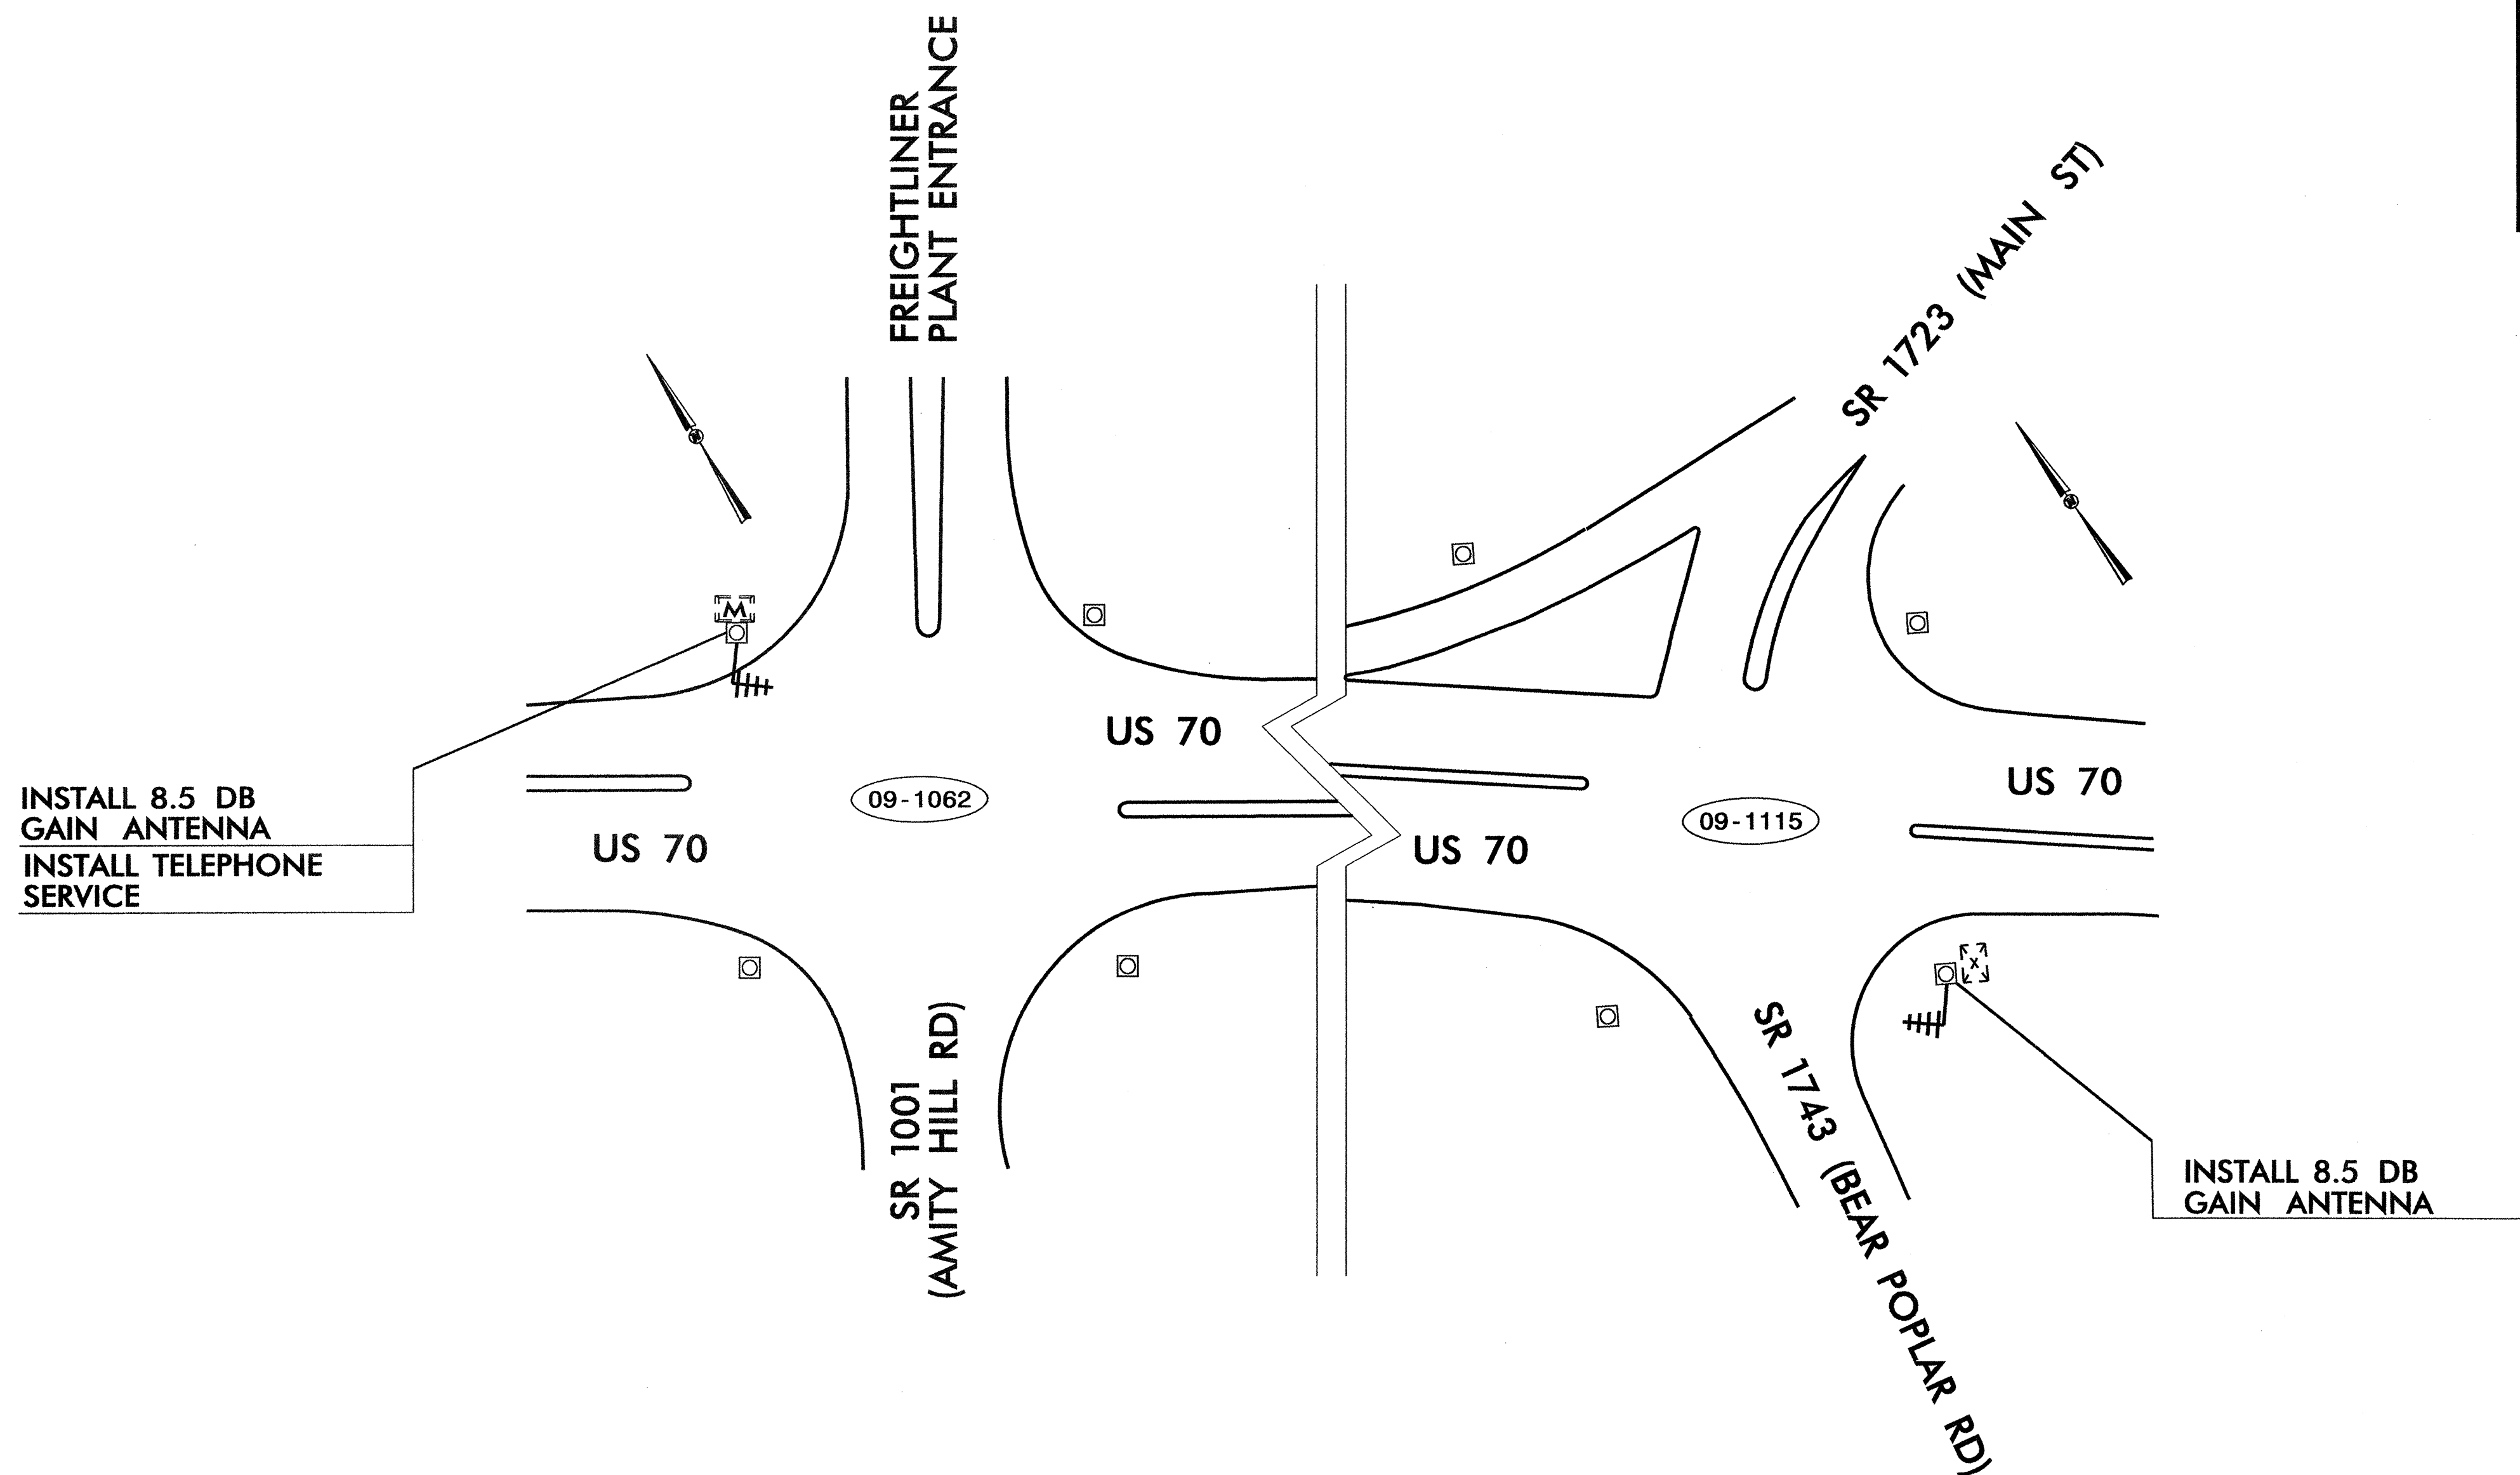 FREIGHTLINER
PLANT ENTRANCE
SR 1723 (MAIN ST)
M
US 70
US 70
INSTALL 8.5 DB
GAIN ANTENNA
INSTALL TELEPHONE
SERVICE
09-1062
09-1115
US 70
US 70
X
SR 1001
(AMITY HILL RD)
SR 1743 (BEAR POPLAR RD)
INSTALL 8.5 DB
GAIN ANTENNA